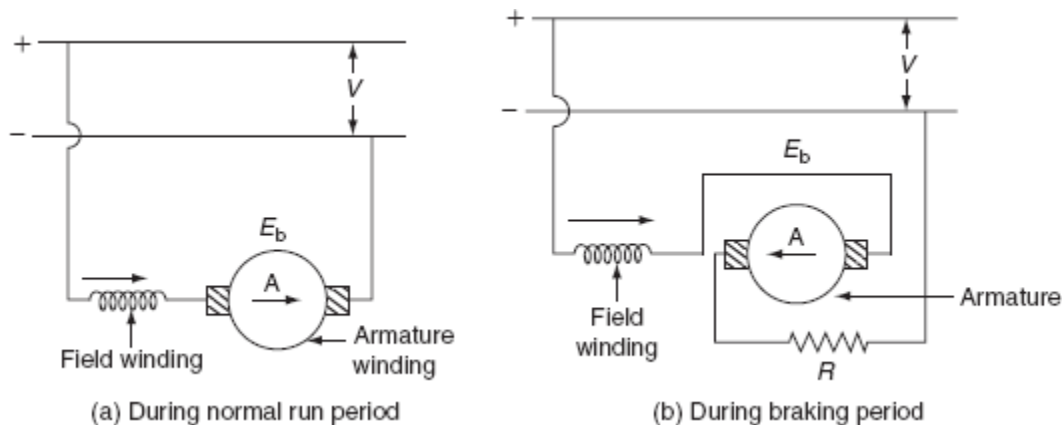 +
V
−
E_b
A
Field winding
Armature
winding
(a) During normal run period
+
V
−
E_b
A
Field
winding
Armature
R
(b) During braking period